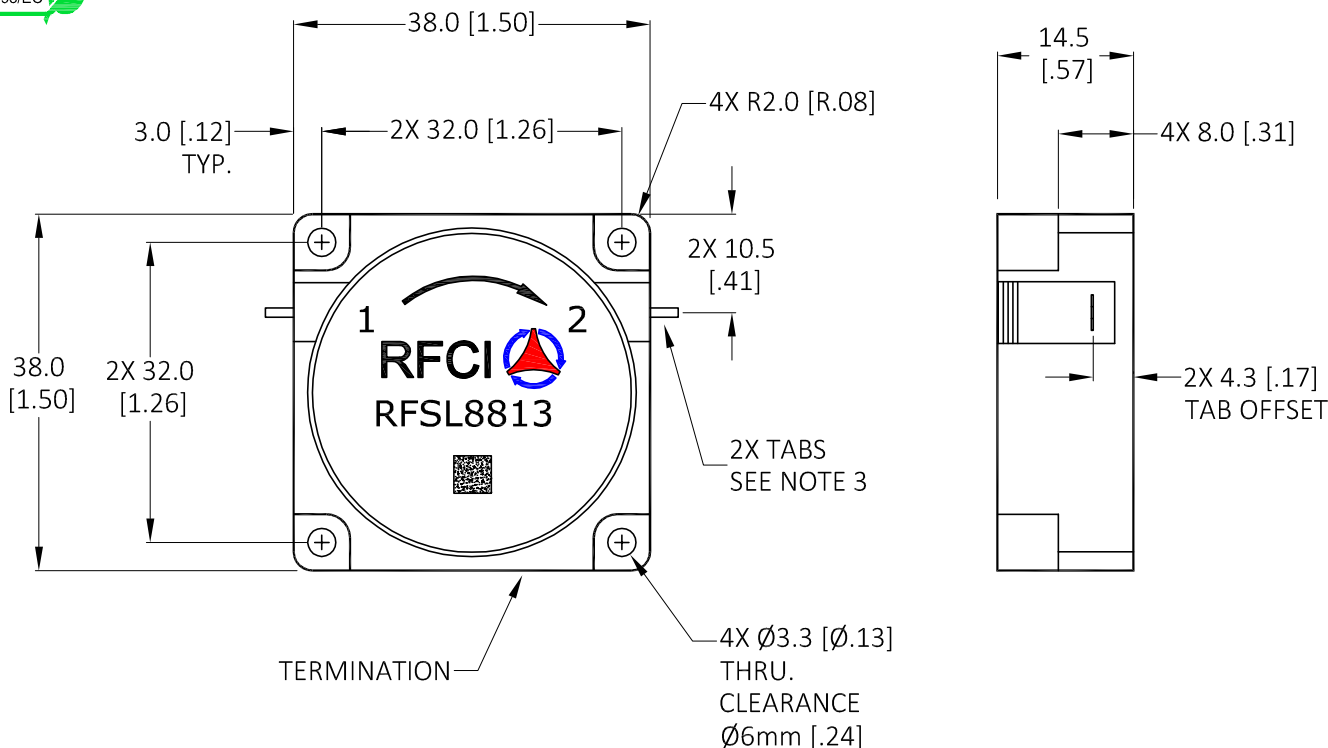 38.0 [1.50]
14.5
[.57]
4X R2.0 [R.08]
3.0 [.12]
TYP.
2X 32.0 [1.26]
4X 8.0 [.31]
2X 10.5
[.41]
1
2
RFCI
RFSL8813
38.0
[1.50]
2X 32.0
[1.26]
2X 4.3 [.17]
TAB OFFSET
2X TABS
SEE NOTE 3
TERMINATION
4X Ø3.3 [Ø.13]
THRU.
CLEARANCE
Ø6mm [.24]